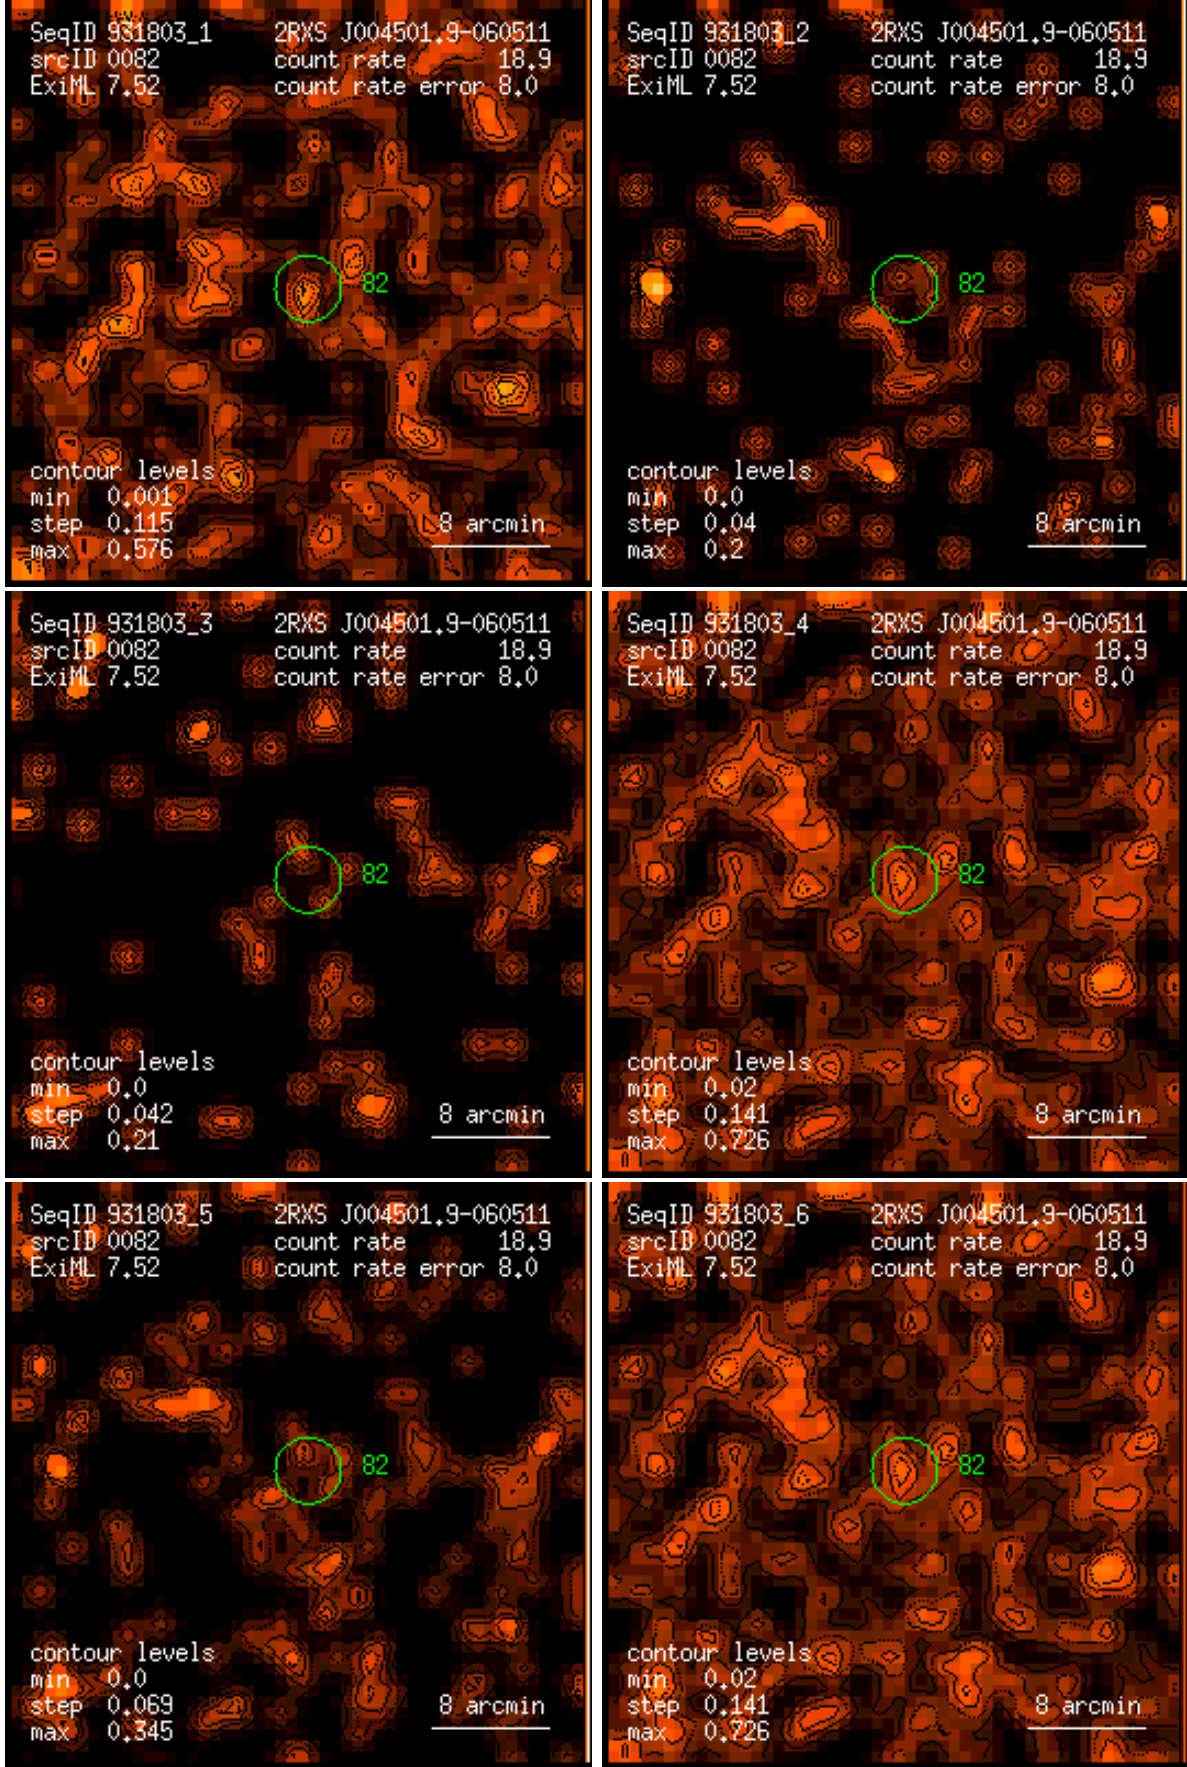 SeqID 931803_1 2RXS J004501.9-060511
srcID 0082 count rate 18.9
ExiML 7.52 count rate error 8.0
82
contour levels
min 0.001
step 0.115
max 0.576
8 arcmin
SeqID 931803_2 2RXS J004501.9-060511
srcID 0082 count rate 18.9
ExiML 7.52 count rate error 8.0
82
contour levels
min 0.0
step 0.04
max 0.2
8 arcmin
SeqID 931803_3 2RXS J004501.9-060511
srcID 0082 count rate 18.9
ExiML 7.52 count rate error 8.0
82
contour levels
min 0.0
step 0.042
max 0.21
8 arcmin
SeqID 931803_4 2RXS J004501.9-060511
srcID 0082 count rate 18.9
ExiML 7.52 count rate error 8.0
82
contour levels
min 0.02
step 0.141
max 0.726
8 arcmin
SeqID 931803_5 2RXS J004501.9-060511
srcID 0082 count rate 18.9
ExiML 7.52 count rate error 8.0
82
contour levels
min 0.0
step 0.069
max 0.345
8 arcmin
SeqID 931803_6 2RXS J004501.9-060511
srcID 0082 count rate 18.9
ExiML 7.52 count rate error 8.0
82
contour levels
min 0.02
step 0.141
max 0.726
8 arcmin